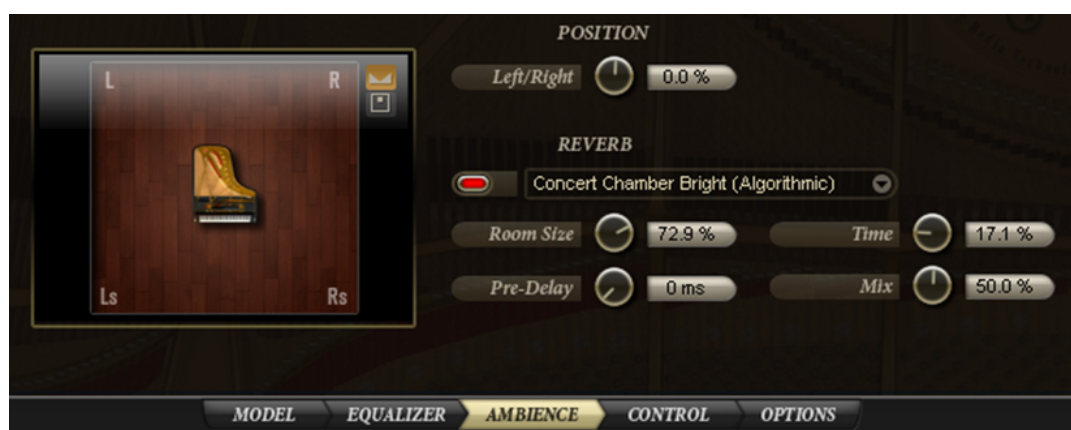 POSITION
L R
Left/Right 0.0 %
REVERB
Concert Chamber Bright (Algorithmic)
Room Size 72.9 % Time 17.1 %
Ls Rs
Pre-Delay 0 ms Mix 50.0 %
MODEL EQUALIZER AMBIENCE CONTROL OPTIONS